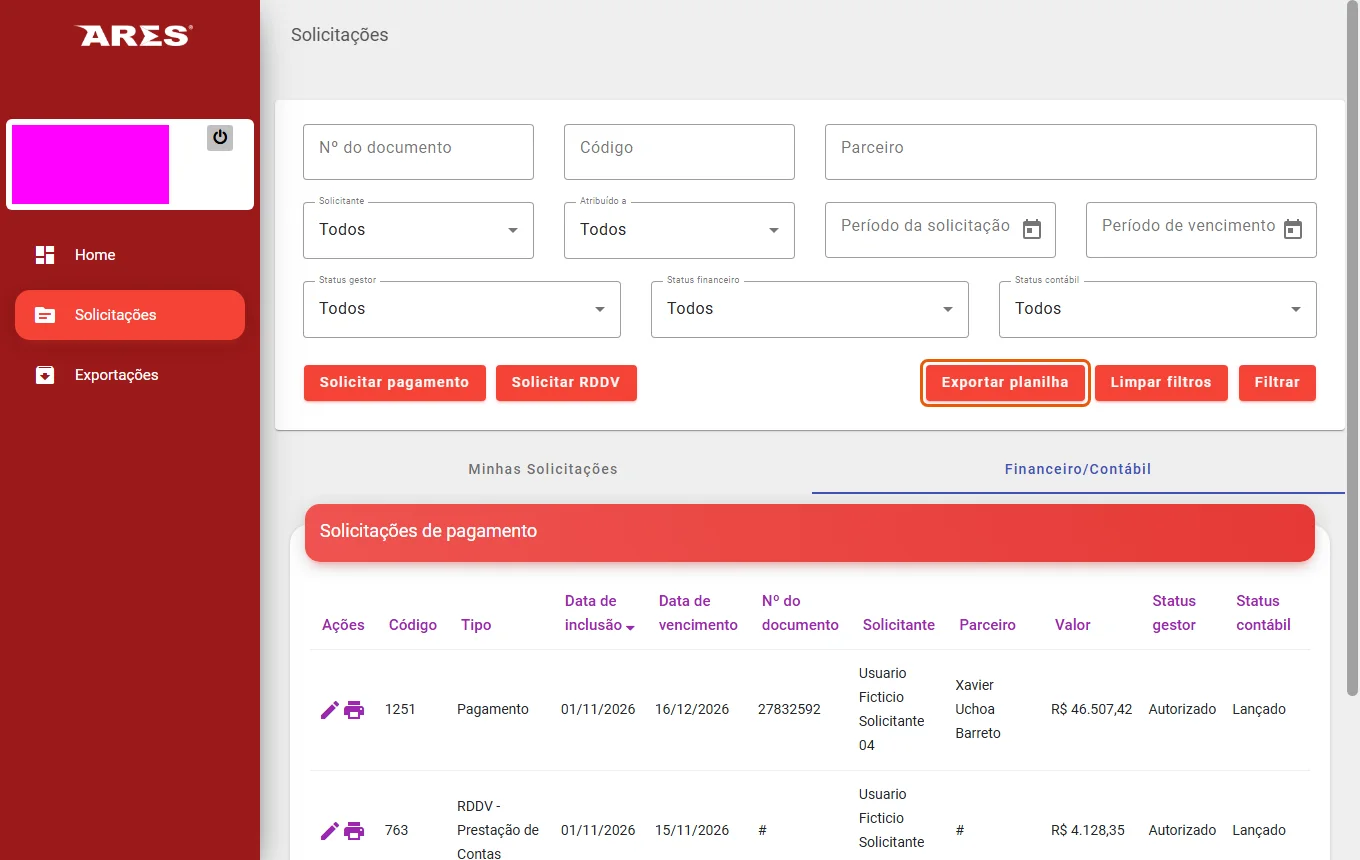 ARES®
Solicitações
Home
Solicitações
Exportações
Nº do documento
Código
Parceiro
Solicitante
Todos
Atribuído a
Todos
Período da solicitação
Período de vencimento
Status gestor
Todos
Status financeiro
Todos
Status contábil
Todos
Solicitar pagamento
Solicitar RDDV
Exportar planilha
Limpar filtros
Filtrar
Minhas Solicitações
Financeiro/Contábil
Solicitações de pagamento
Ações
Código
Tipo
Data de
inclusão
Data de
vencimento
Nº do
documento
Solicitante
Parceiro
Valor
Status
gestor
Status
contábil
1251
Pagamento
01/11/2026
16/12/2026
27832592
Usuario
Ficticio
Solicitante
04
Xavier
Uchoa
Barreto
R$ 46.507,42
Autorizado
Lançado
763
RDDV -
Prestação de
Contas
01/11/2026
15/11/2026
#
Usuario
Ficticio
Solicitante
#
R$ 4.128,35
Autorizado
Lançado